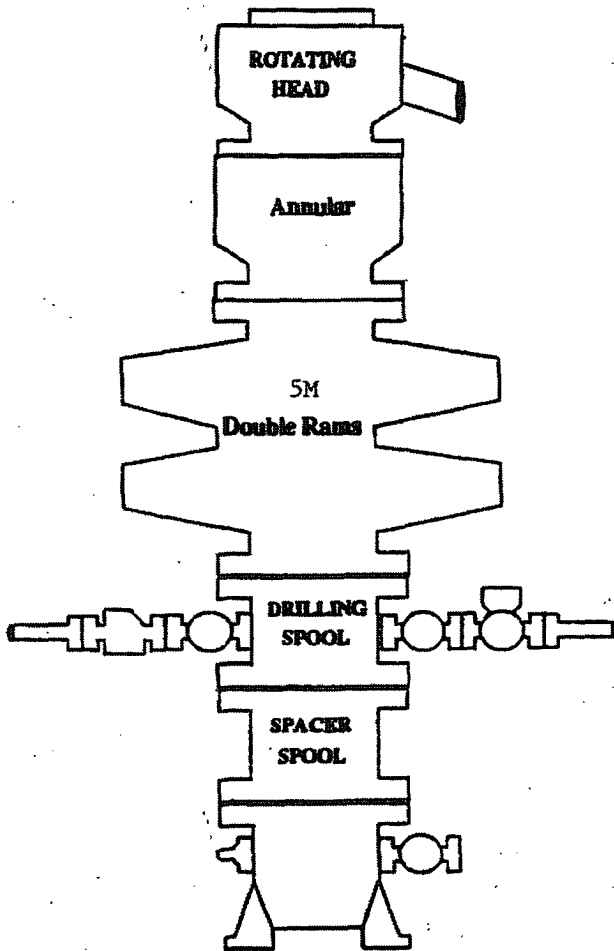 ROTATING
HEAD
Annular
5M
Double Rams
DRILLING
SPOOL
SPACER
SPOOL